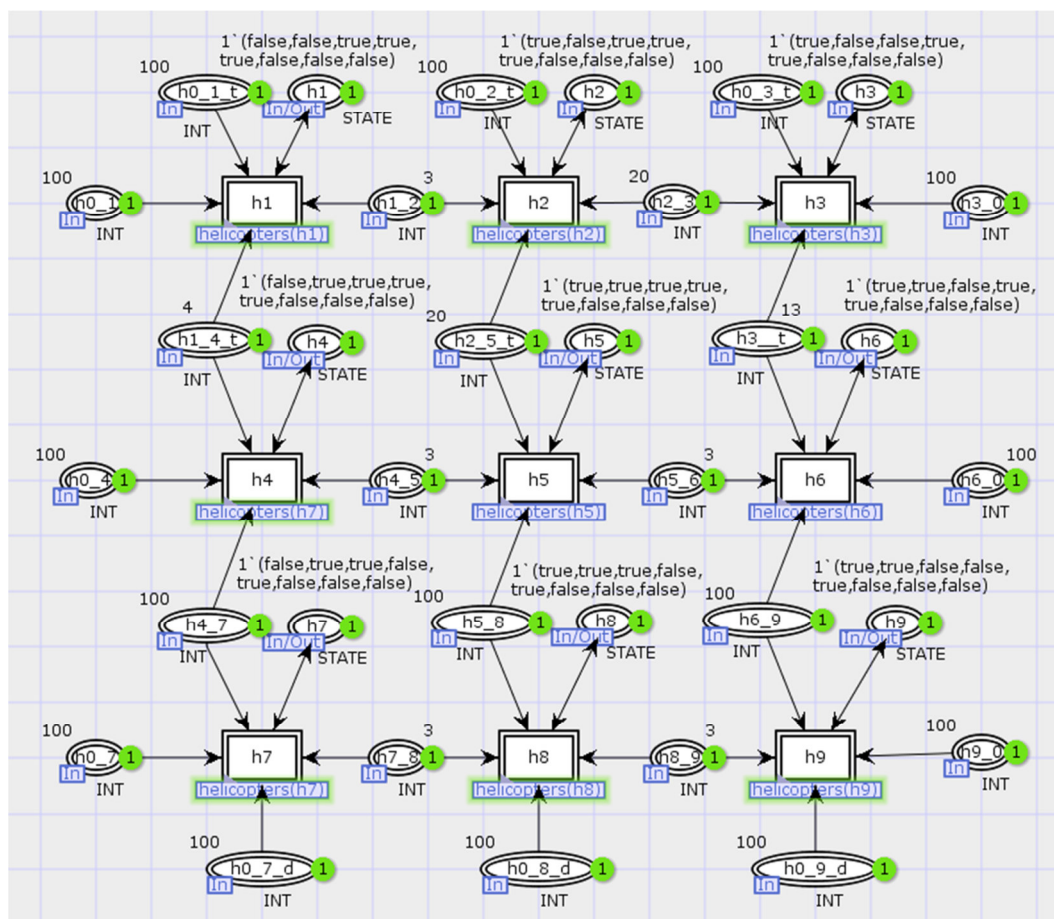 1`(false,false,true,true,
true,false,false,false)
1`(true,false,true,true,
true,false,false,false)
1`(true,false,false,true,
true,false,false,false)
100
h0_1_t
1
h1
1
100
h0_2_t
1
h2
1
100
h0_3_t
1
h3
1
In
In/Out
In
In/Out
In
In/Out
INT
STATE
INT
STATE
INT
STATE
100
3
20
100
h0_1
1
h1
h1_2
1
h2
h2_3
1
h3
h3_0
1
In
In
In
In
INT
helicopters(h1)
INT
helicopters(h2)
INT
helicopters(h3)
INT
1`(false,true,true,true,
true,false,false,false)
1`(true,true,true,true,
true,false,false,false)
1`(true,true,false,true,
true,false,false,false)
4
h1_4_t
1
h4
1
20
h2_5_t
1
h5
1
13
h3__t
1
h6
1
In
In/Out
In
In/Out
In
In/Out
INT
STATE
INT
STATE
INT
STATE
100
3
3
100
h0_4
1
h4
h4_5
1
h5
h5_6
1
h6
h6_0
1
In
In
In
In
INT
helicopters(h7)
INT
helicopters(h5)
INT
helicopters(h6)
INT
1`(false,true,true,false,
true,false,false,false)
1`(true,true,true,false,
true,false,false,false)
1`(true,true,false,false,
true,false,false,false)
100
h4_7
1
h7
1
100
h5_8
1
h8
1
100
h6_9
1
h9
1
In
In/Out
In
In/Out
In
In/Out
INT
STATE
INT
STATE
INT
STATE
100
3
3
100
h0_7
1
h7
h7_8
1
h8
h8_9
1
h9
h9_0
1
In
In
In
In
INT
helicopters(h7)
INT
helicopters(h8)
INT
helicopters(h9)
INT
100
h0_7_d
1
100
h0_8_d
1
100
h0_9_d
1
In
In
In
INT
INT
INT